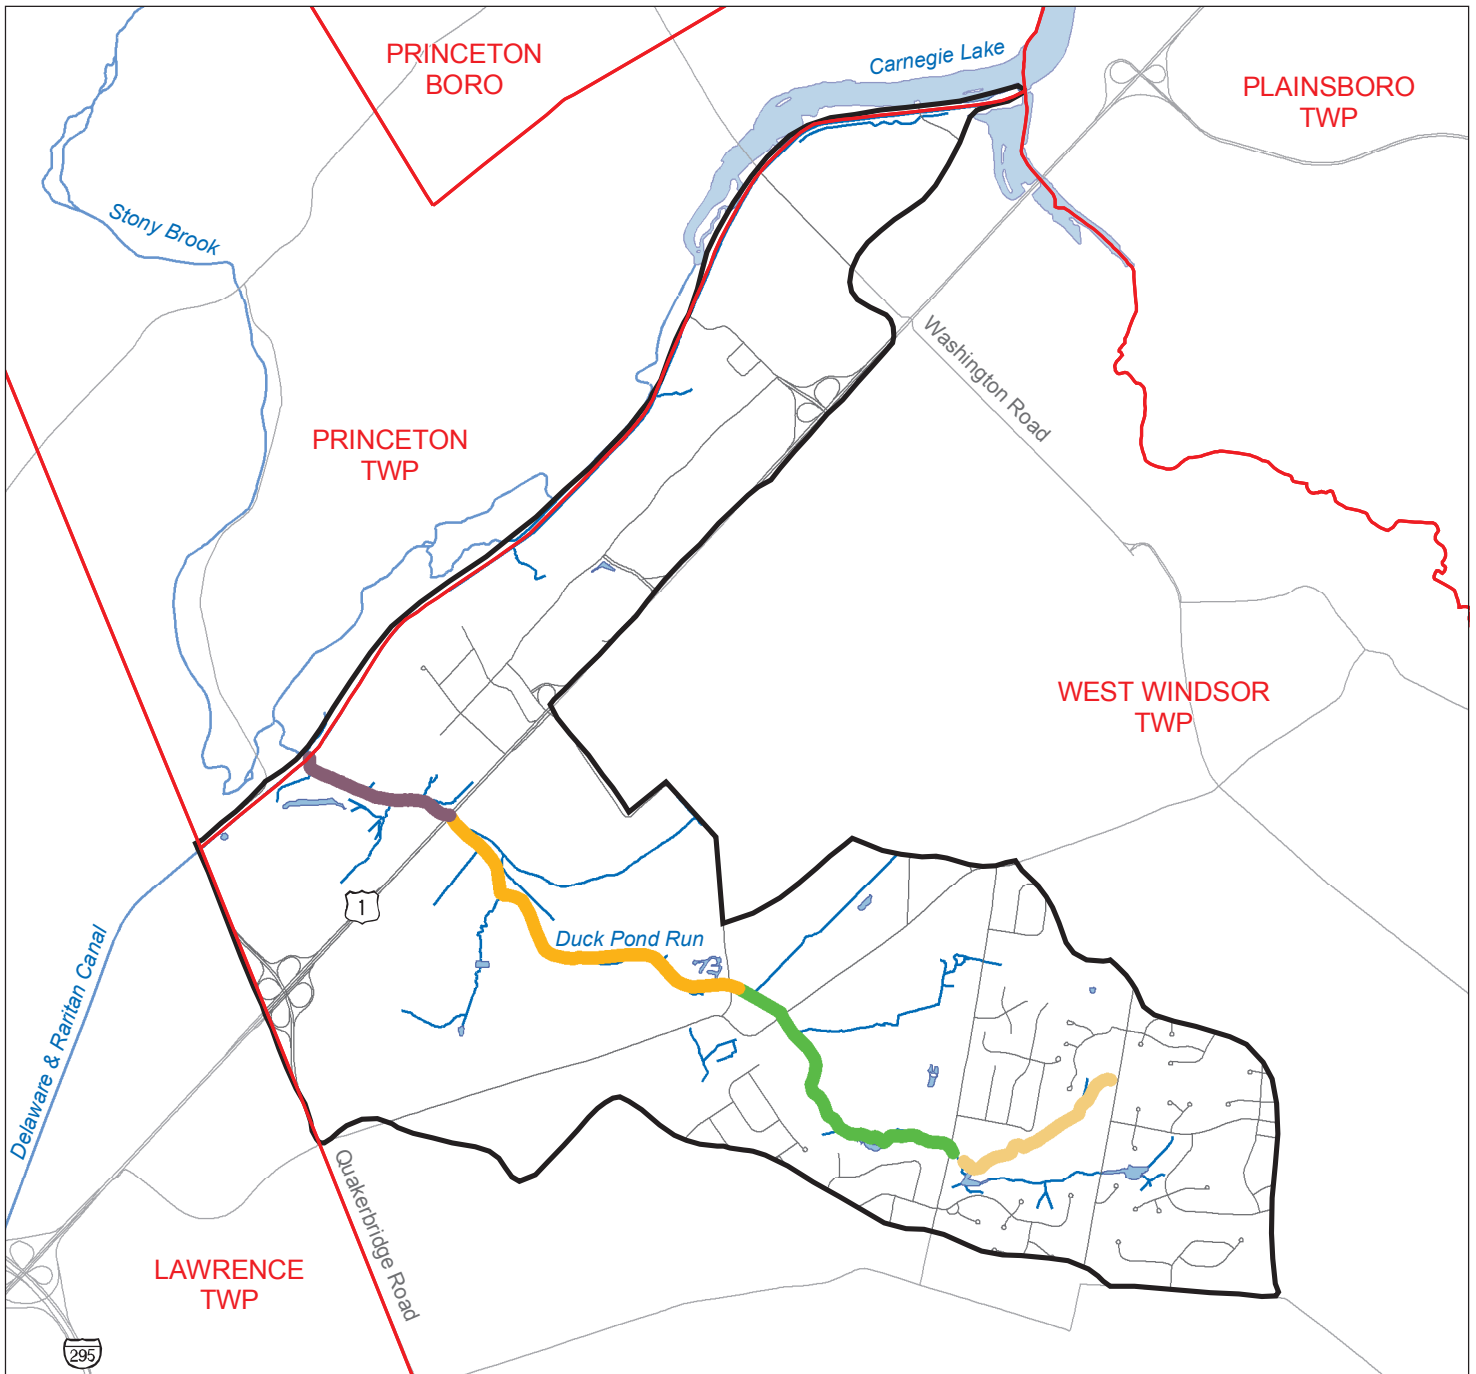 PRINCETON
BORO
Carnegie Lake
PLAINSBORO
TWP
Stony Brook
Washington Road
PRINCETON
TWP
WEST WINDSOR
TWP
1
Duck Pond Run
Delaware & Raritan Canal
Quakerbridge Road
LAWRENCE
TWP
295